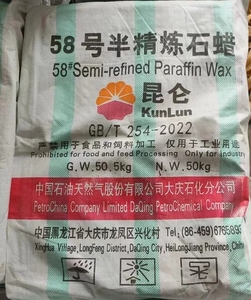 58号半精炼石蜡
58#Semi-refined Paraffin Wax
昆仑
KunLun
GB/T 254-2022
严禁用于食品和饲料加工 仅用于工业用途
Prohibited for food and feed Processing Only for Industry
G.W.50.5kg N.W.50kg
中国石油天然气股份有限公司大庆石化分公司
PetroChina Company Limited DaQing PetroChemical Company
中国黑龙江省大庆市龙凤区兴化村 Tel:
XingHua Village, LongFeng District, DaQing City, HeiLongJiang Province, China